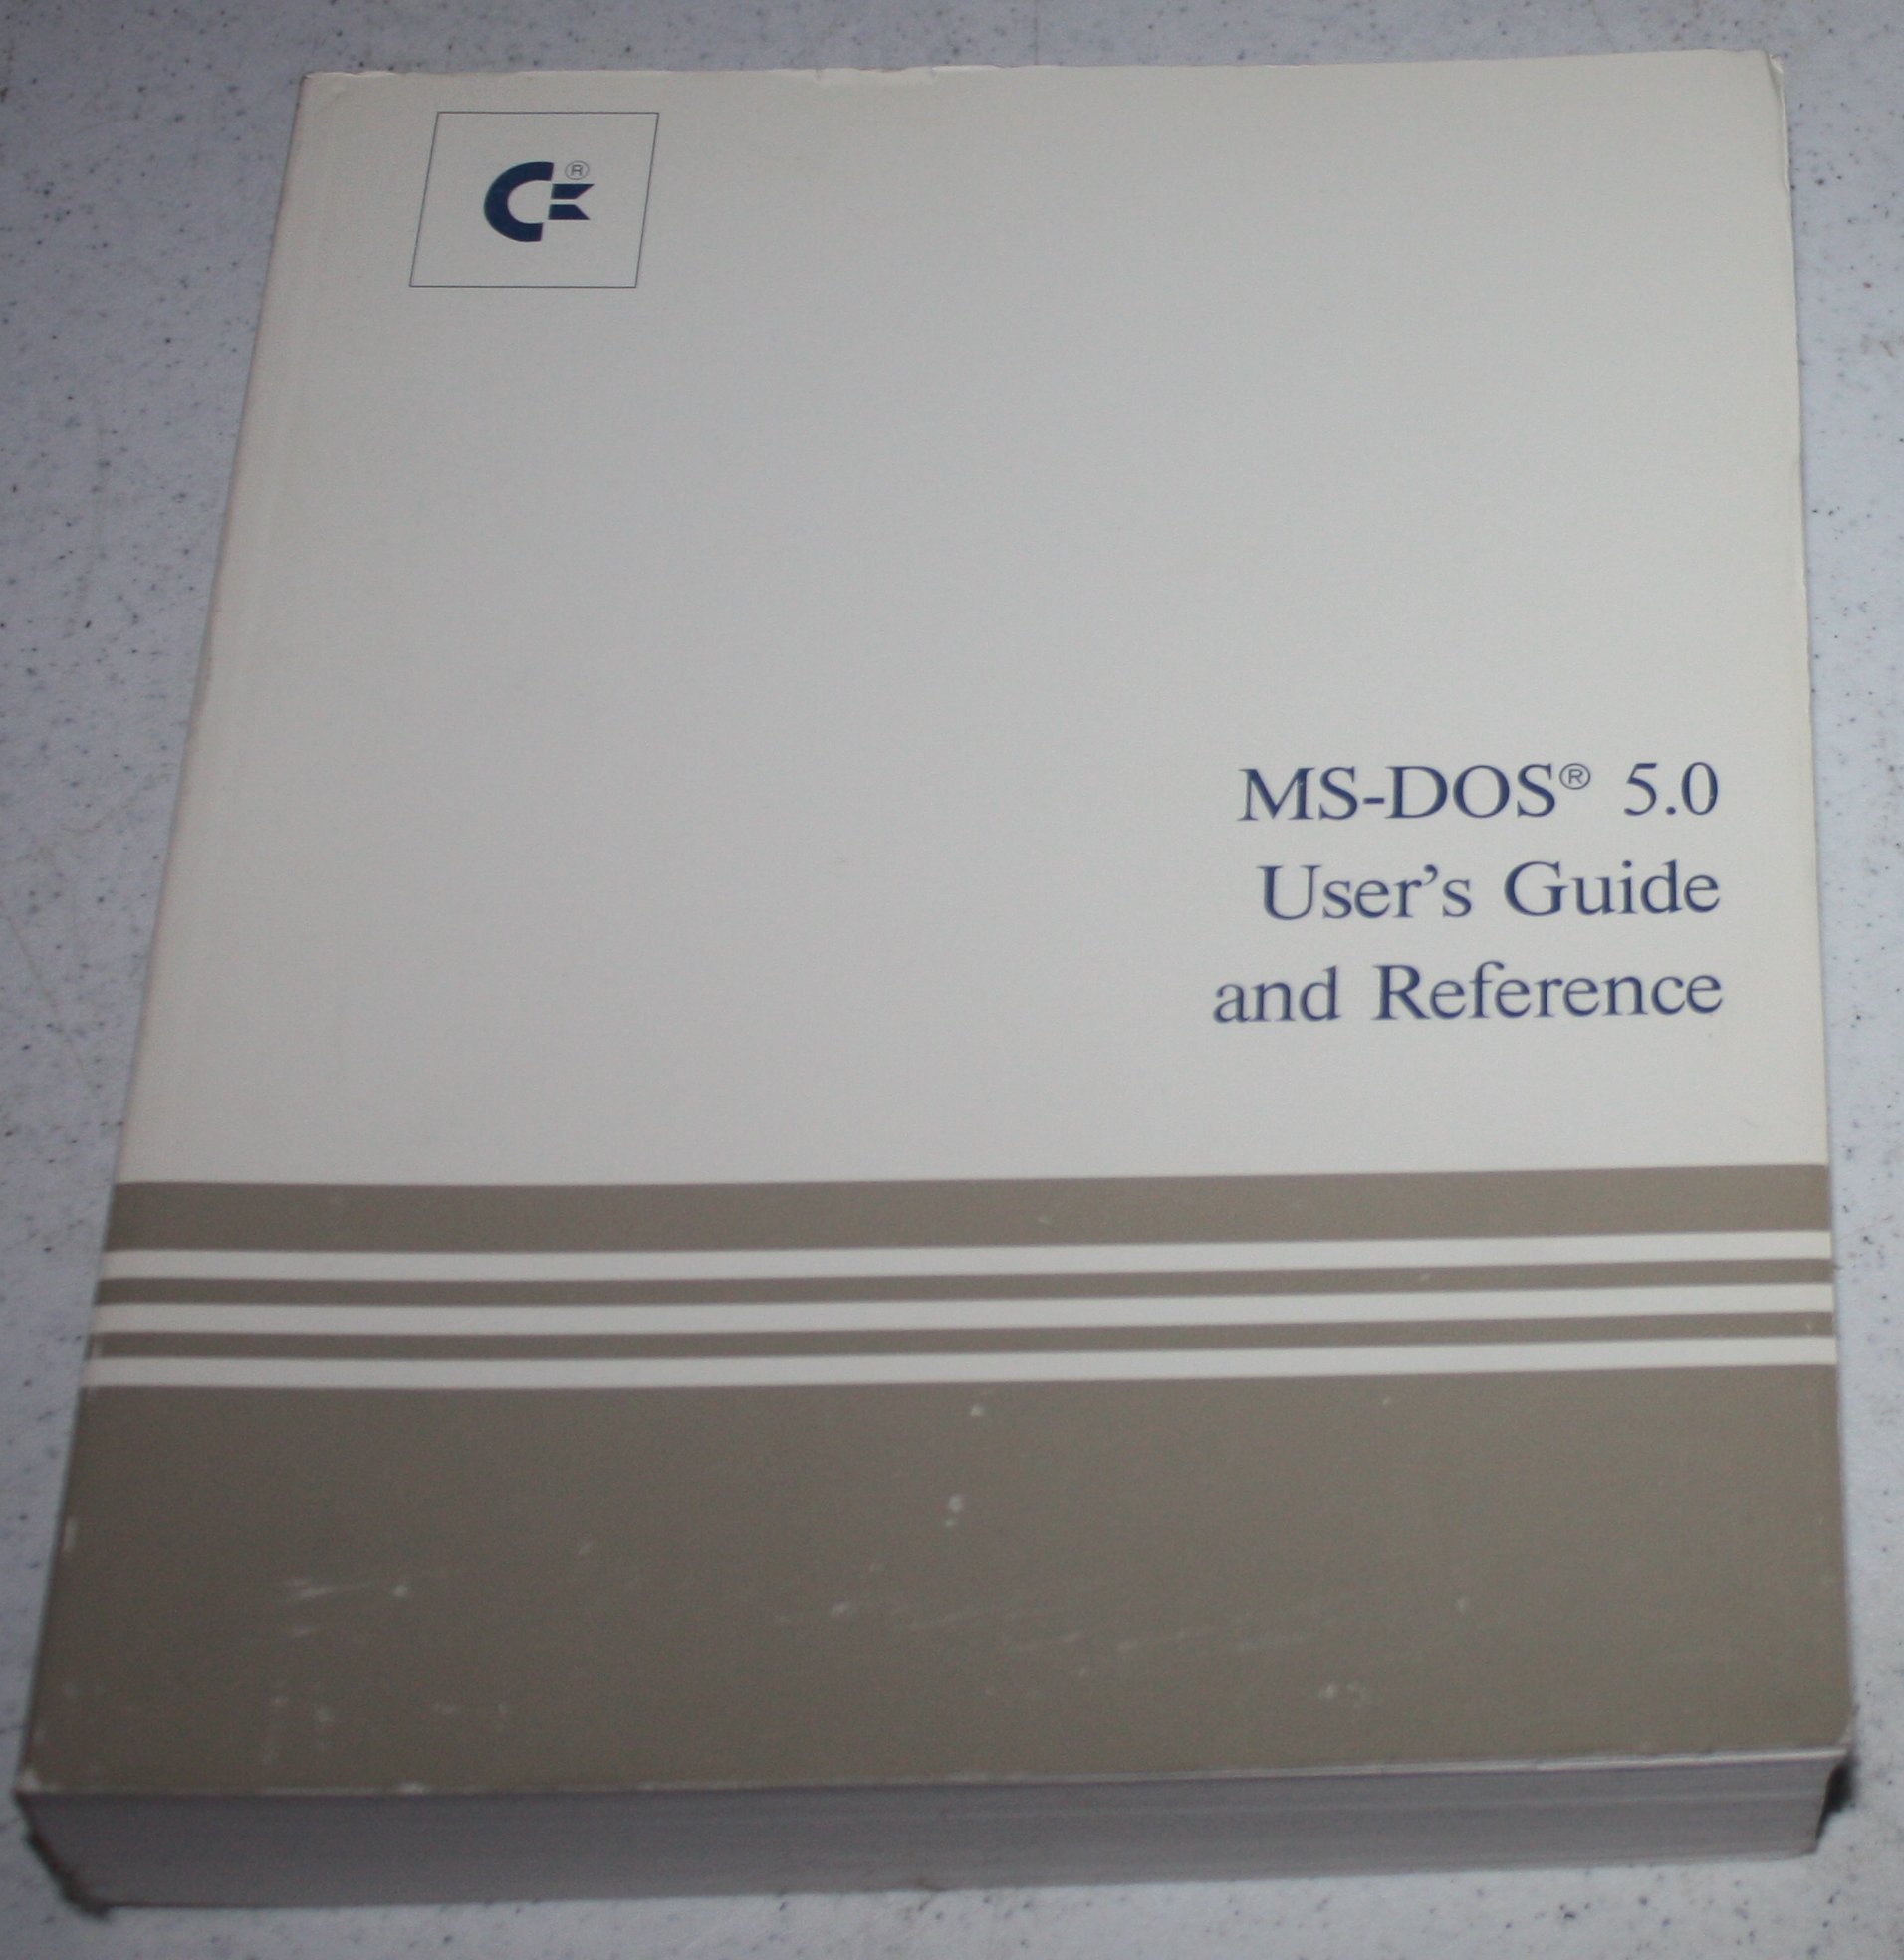 ®
MS-DOS® 5.0
User's Guide
and Reference